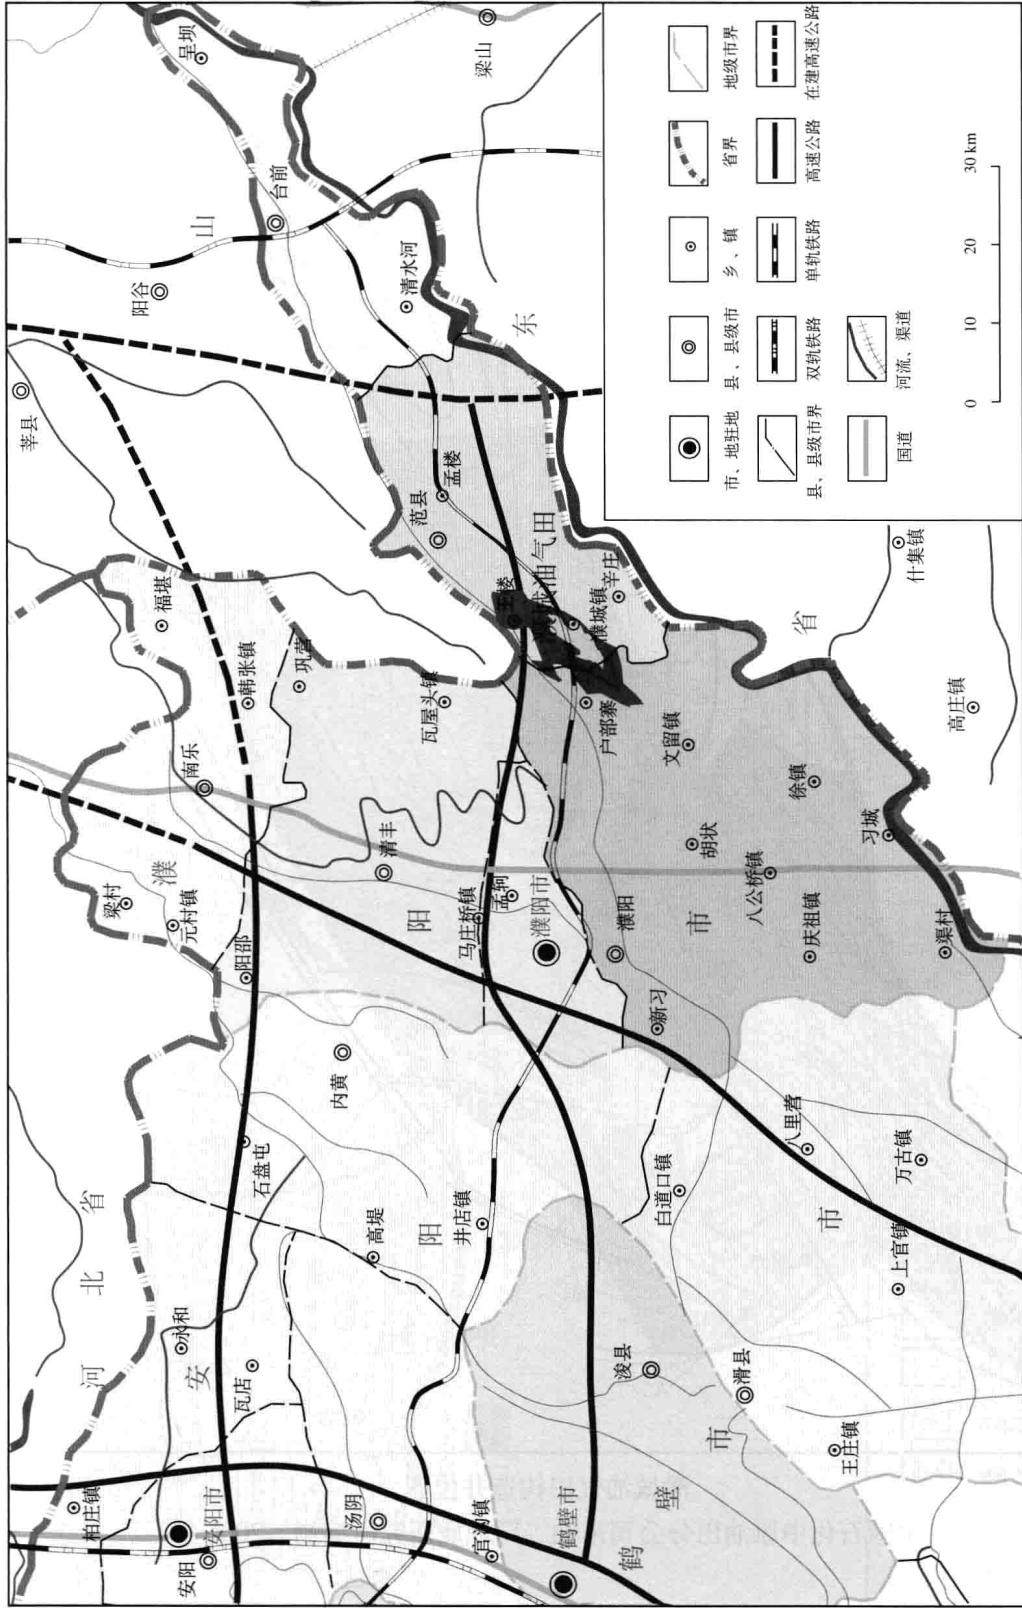 莘县
柏庄镇
河
北
省
梁村
福堪
阳谷
濮
元村镇
永和
安阳
安阳市
安
南乐
吴坝
山
瓦店
石盘屯
阳邵
韩张镇
巩营
台前
内黄
汤阴
高堤
清丰
阳
阳
瓦屋头镇
范县
孟楼
清水河
井店镇
马庄桥镇
孟轲
王楼
梁山
鹤壁市
濮阳市
濮城油气田
东
鹤
濮城镇
辛庄
户部寨
浚县
濮阳
新习
白道口镇
文留镇
壁
市
滑县
市
胡状
八公桥镇
徐镇
省
王庄镇
八里营
市
庆祖镇
习城
上官镇
万古镇
渠村
什集镇
高庄镇
市、地驻地
县、县级市
乡、镇
省界
地级市界
县、县级市界
双轨铁路
单轨铁路
高速公路
在建高速公路
国道
河流、渠道
0 10 20 30 km